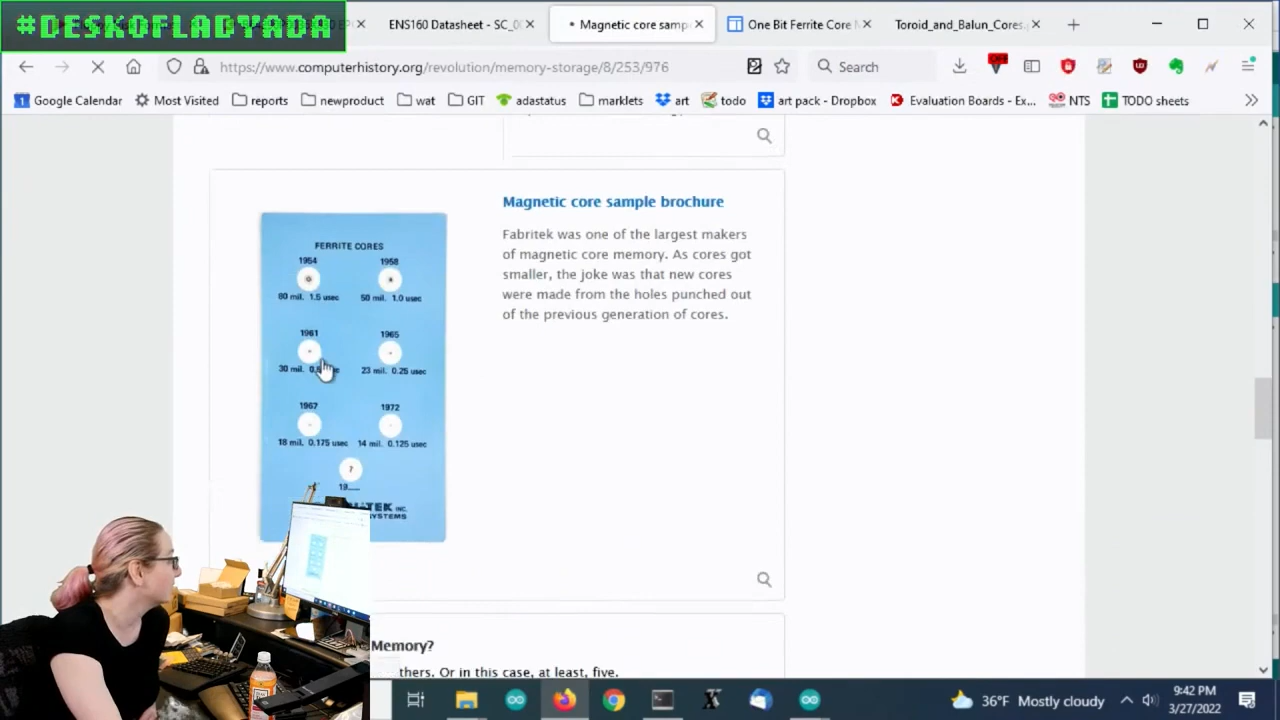 #DESKOFLADYADA
ENS160 Datasheet - SC_0
Magnetic core samp
One Bit Ferrite Core
Toroid_and_Balun_Cores
https://www.computerhistory.org/revolution/memory-storage/8/253/976
Search
Google Calendar
Most Visited
reports
newproduct
wat
GIT
adastatus
marklets
art
todo
art pack - Dropbox
Evaluation Boards - Ex...
NTS
TODO sheets
Magnetic core sample brochure
Fabritek was one of the largest makers
of magnetic core memory. As cores got
smaller, the joke was that new cores
were made from the holes punched out
of the previous generation of cores.
FERRITE CORES
1954 1958
80 mil. 1.5 usec 50 mil. 1.0 usec
1961 1965
30 mil. 23 mil. 0.25 usec
1967 1972
18 mil. 0.175 usec 14 mil. 0.125 usec
?
19
TEK INC.
SYSTEMS
Memory?
thers. Or in this case, at least, five.
36°F Mostly cloudy
9:42 PM
3/27/2022